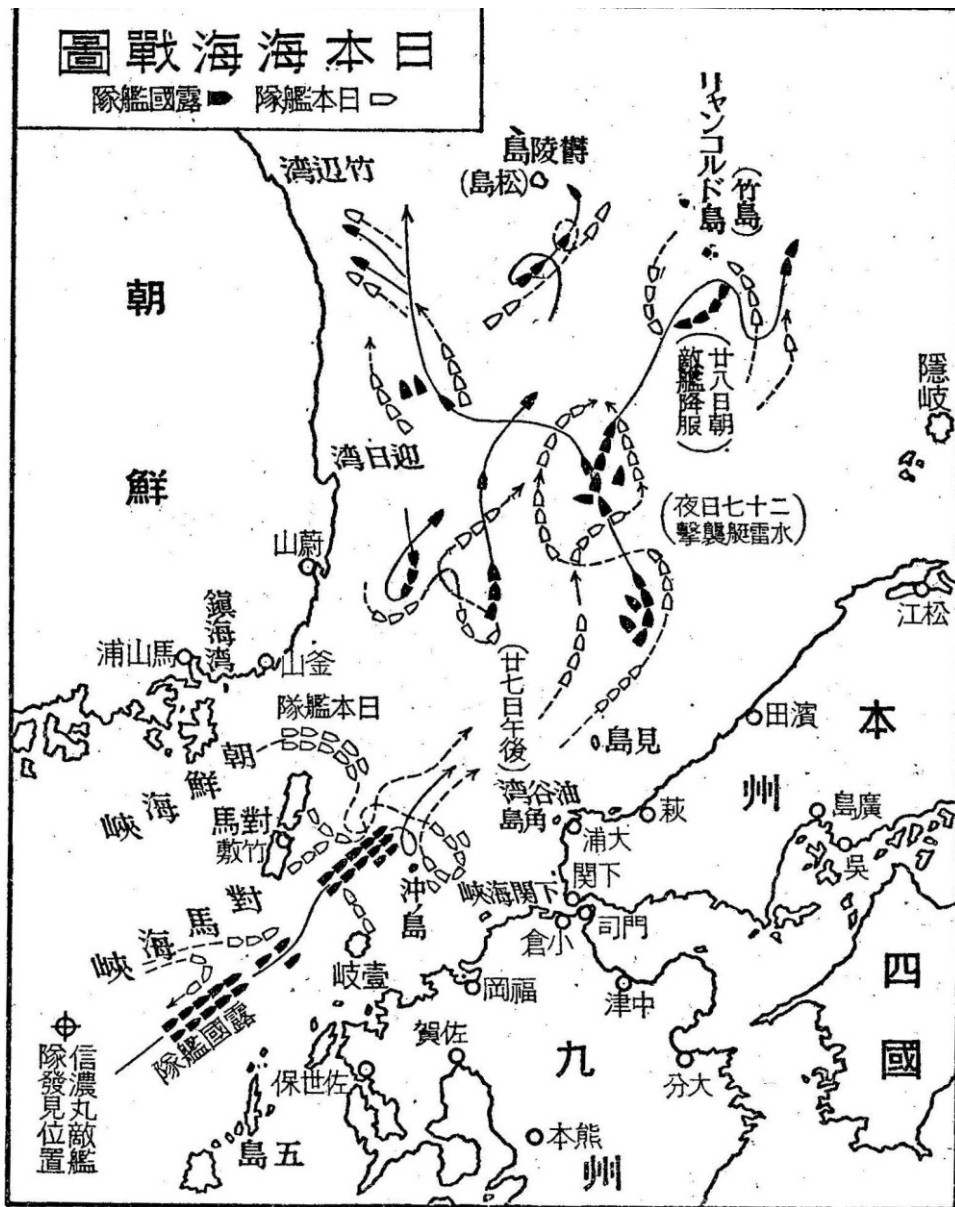 日本海海戰圖
日本艦隊 露國艦隊
竹辺湾
鬱陵島
(松島)
リャンコルド島
(竹島)
朝鮮
隱岐
(廿八日朝
敵艦降服)
迎日湾
(二十七日夜
水雷艇襲撃)
蔚山
鎭海湾
馬山浦
釜山
松江
(廿七日午後)
日本艦隊
見島
濱田
本州
朝鮮海峽
油谷湾
角島
萩
廣島
呉
對馬
竹敷
大浦
下関
下関海峽
門司
小倉
沖ノ島
對馬海峽
壹岐
福岡
中津
四國
露國艦隊
信濃丸敵艦
隊發見位置
佐賀
佐世保
九州
大分
五島
熊本